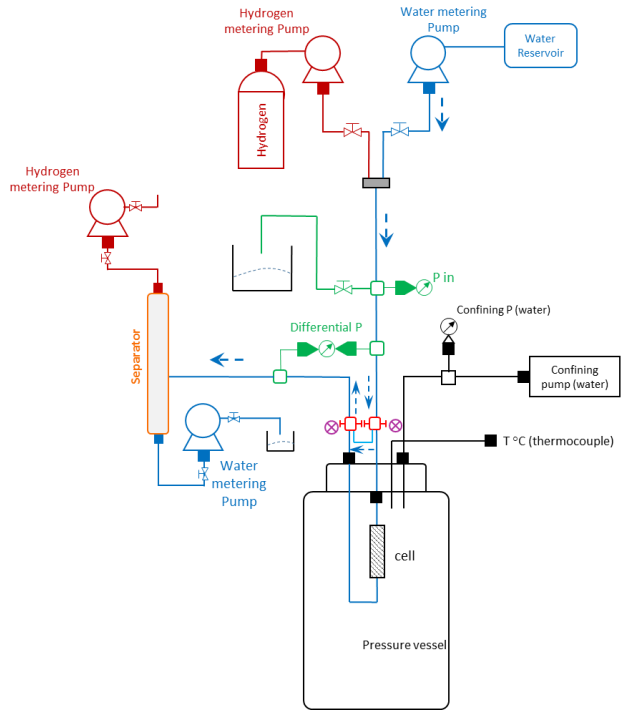 Hydrogen
metering Pump
Water metering
Pump
Water
Reservoir
Hydrogen
Hydrogen
metering Pump
P in
Confining P (water)
Differential P
Separator
Confining
pump (water)
T °C (thermocouple)
Water
metering
Pump
cell
Pressure vessel